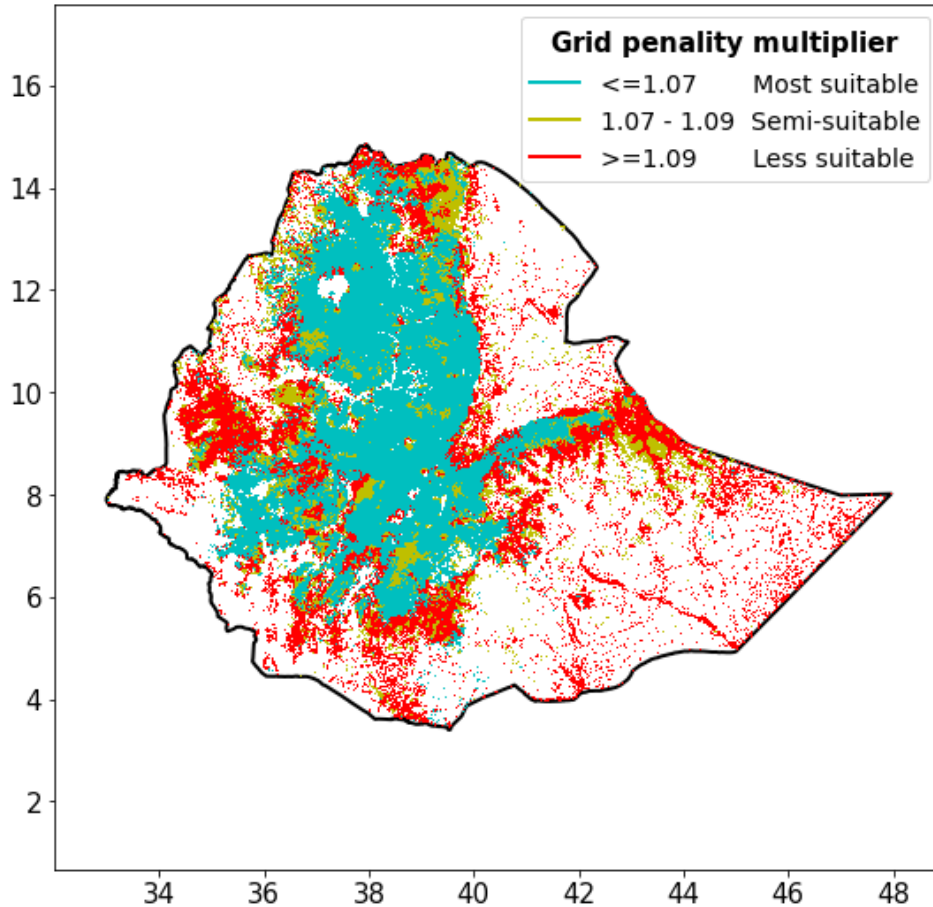 Grid penality multiplier
<=1.07 Most suitable
1.07 - 1.09 Semi-suitable
>=1.09 Less suitable
16
14
12
10
8
6
4
2
34 36 38 40 42 44 46 48